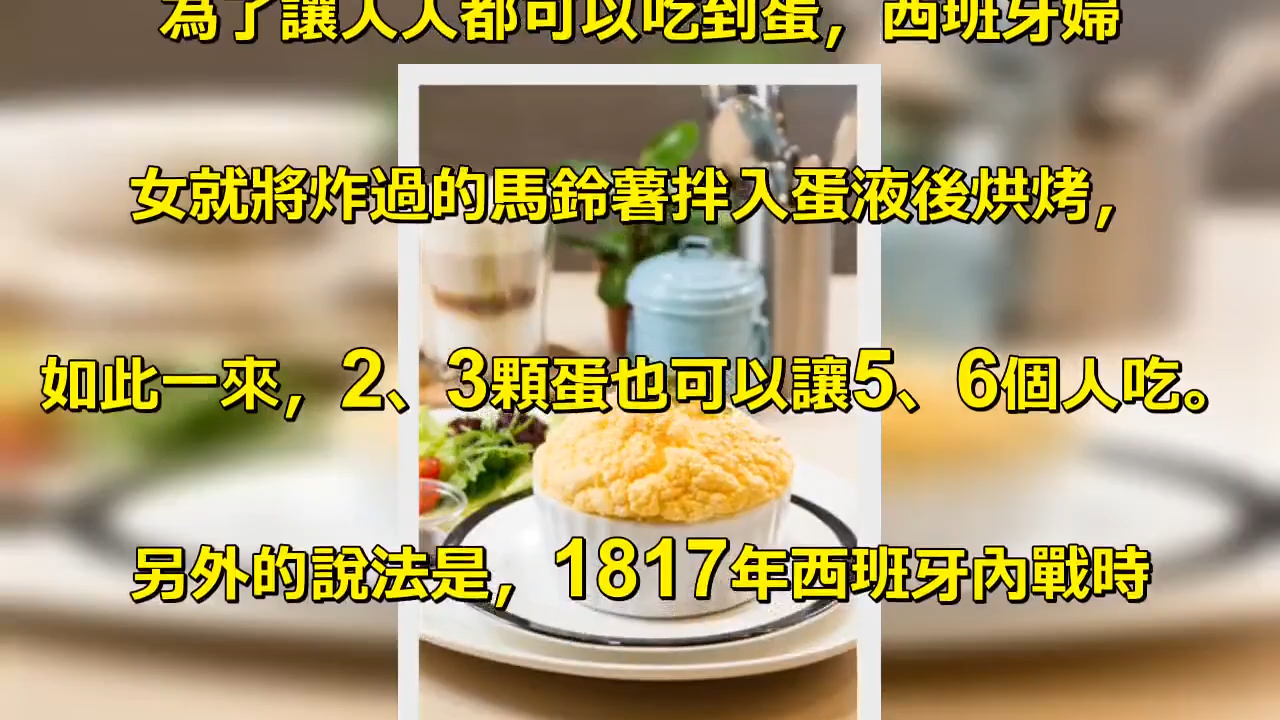 為了讓人人都可以吃到蛋，西班牙婦
女就將炸過的馬鈴薯拌入蛋液後烘烤，
如此一來，2、3顆蛋也可以讓5、6個人吃。
另外的說法是，1817年西班牙內戰時